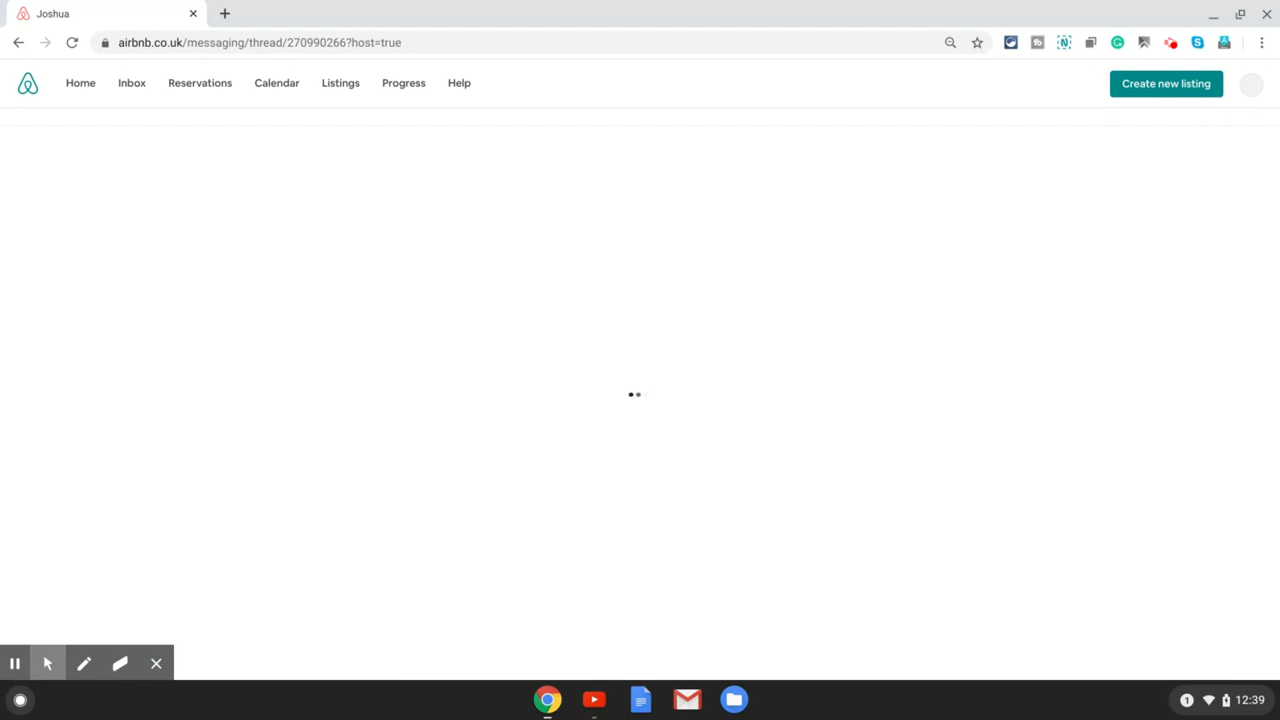 Joshua
airbnb.co.uk/messaging/thread/270990266?host=true
Home Inbox Reservations Calendar Listings Progress Help Create new listing
1 12:39